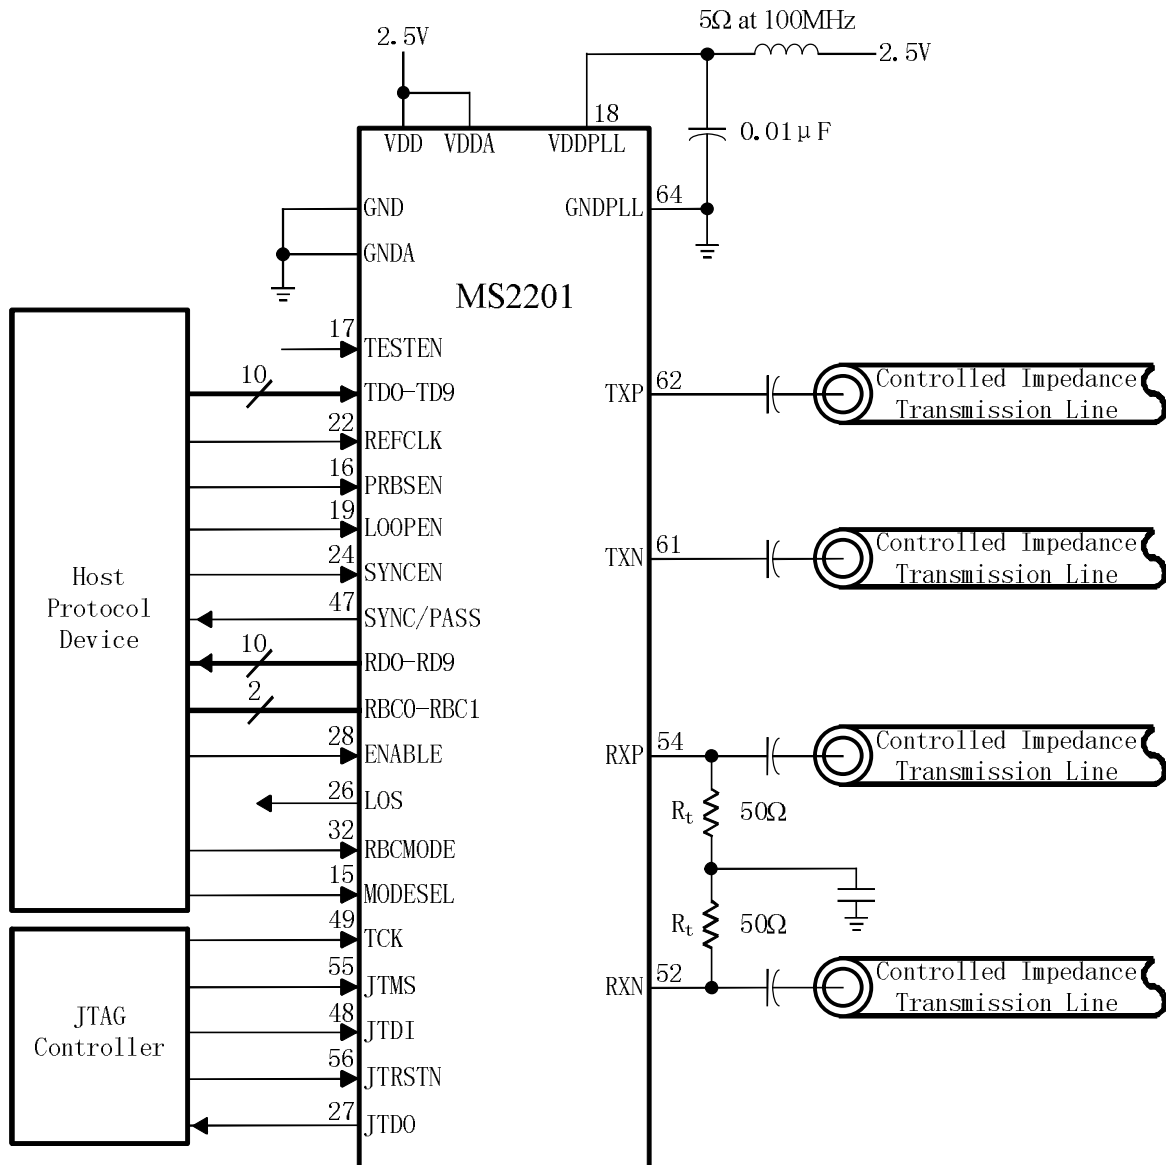 5Ω at 100MHz
2.5V
2.5V
18
0.01μF
VDD
VDDA
VDDPLL
GND
GNDPLL
64
GNDA
MS2201
17
TESTEN
10
TD0-TD9
TXP
62
Controlled Impedance
Transmission Line
22
REFCLK
16
PRBSEN
19
LOOPEN
TXN
61
Controlled Impedance
Transmission Line
24
SYNCEN
Host
Protocol
Device
47
SYNC/PASS
10
RD0-RD9
2
RBC0-RBC1
28
ENABLE
RXP
54
Controlled Impedance
Transmission Line
26
LOS
Rt
50Ω
32
RBCMODE
15
MODESEL
Rt
50Ω
49
TCK
55
JTMS
RXN
52
Controlled Impedance
Transmission Line
JTAG
Controller
48
JTDI
56
JTRSTN
27
JTDO